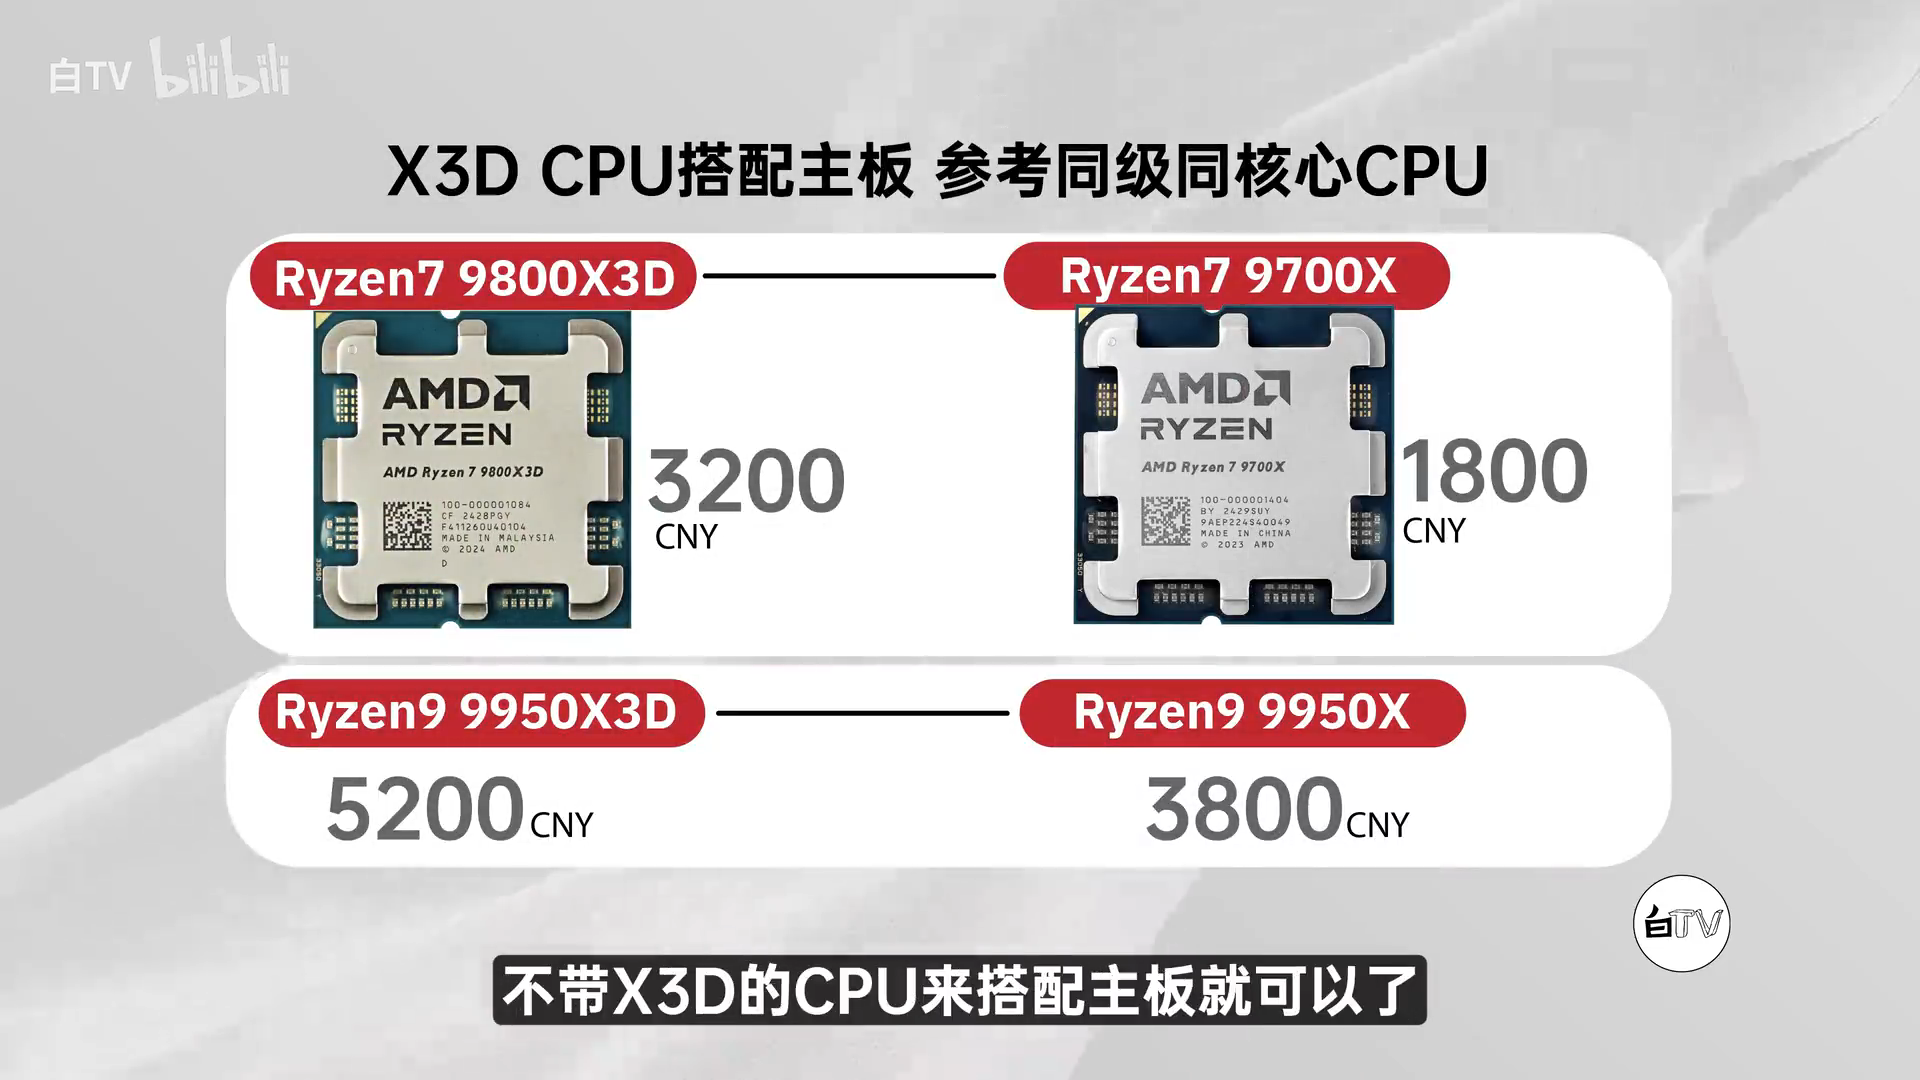 白TV bilibili
X3D CPU搭配主板 参考同级同核心CPU
Ryzen7 9800X3D
Ryzen7 9700X
AMD
RYZEN
AMD Ryzen 7 9800X3D
100-000001084
CF 2428PGY
F411260U40104
MADE IN MALAYSIA
© 2024 AMD
D
3200
CNY
AMD
RYZEN
AMD Ryzen 7 9700X
100-000001404
BY 2429SUY
9AEP224S40049
MADE IN CHINA
© 2023 AMD
1800
CNY
Ryzen9 9950X3D
Ryzen9 9950X
5200CNY
3800CNY
白TV
不带X3D的CPU来搭配主板就可以了